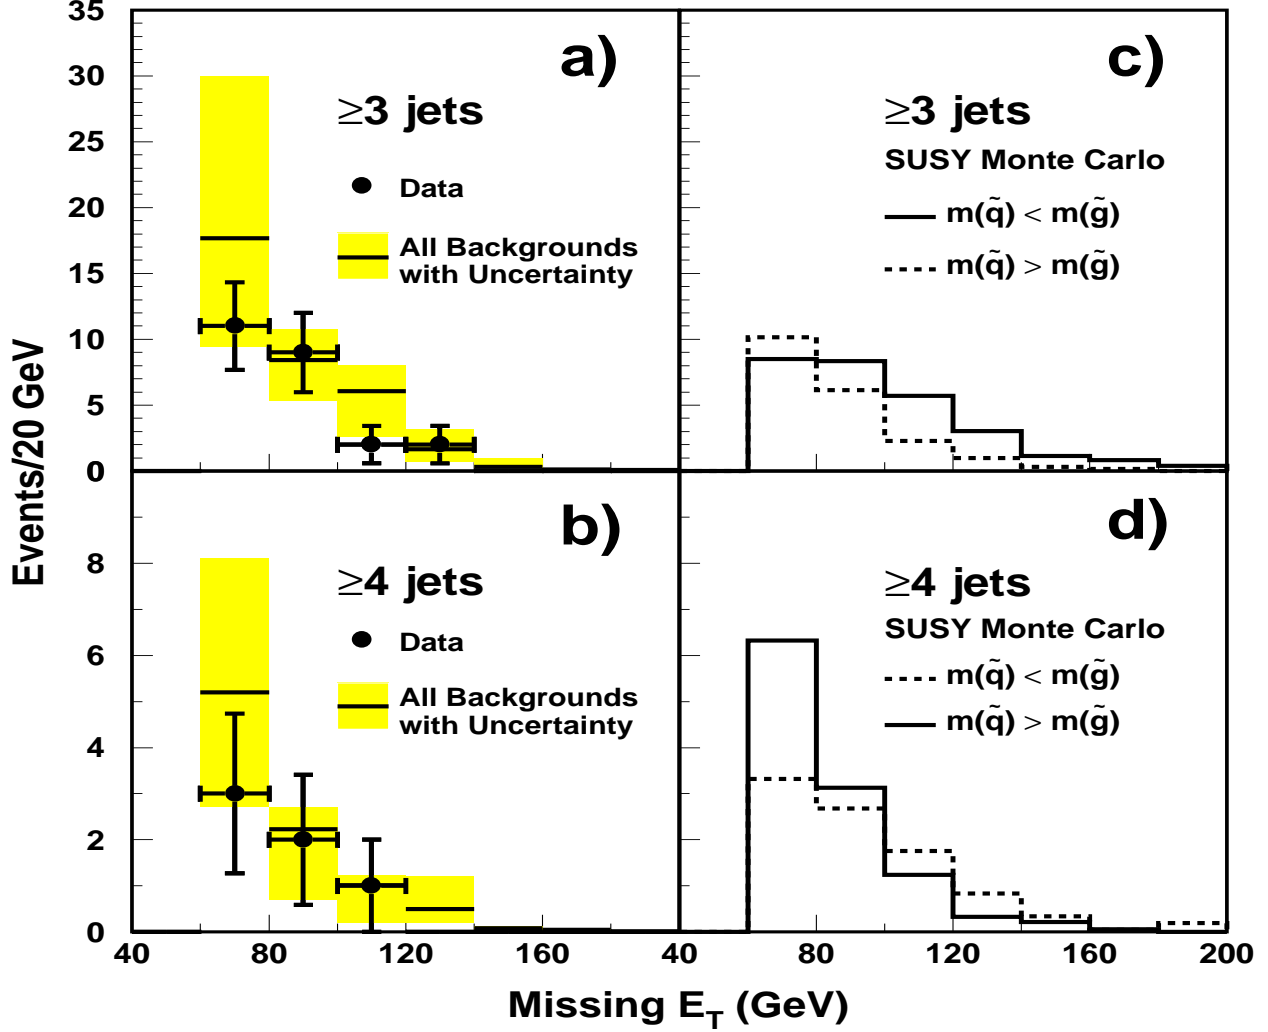 Events/20 GeV
35
30
25
20
15
10
5
0
a)
≥3 jets
Data
All Backgrounds
with Uncertainty
c)
≥3 jets
SUSY Monte Carlo
m(q̃) < m(g̃)
m(q̃) > m(g̃)
8
6
4
2
0
b)
≥4 jets
Data
All Backgrounds
with Uncertainty
d)
≥4 jets
SUSY Monte Carlo
m(q̃) < m(g̃)
m(q̃) > m(g̃)
40 80 120 160 40 80 120 160 200
Missing E_T (GeV)